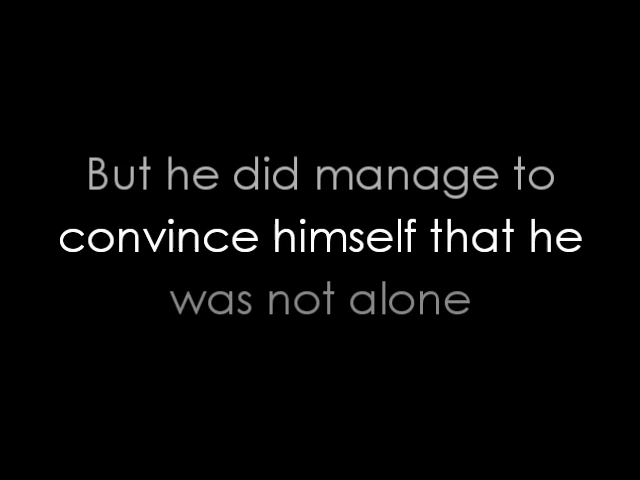 But he did manage to
convince himself that he
was not alone